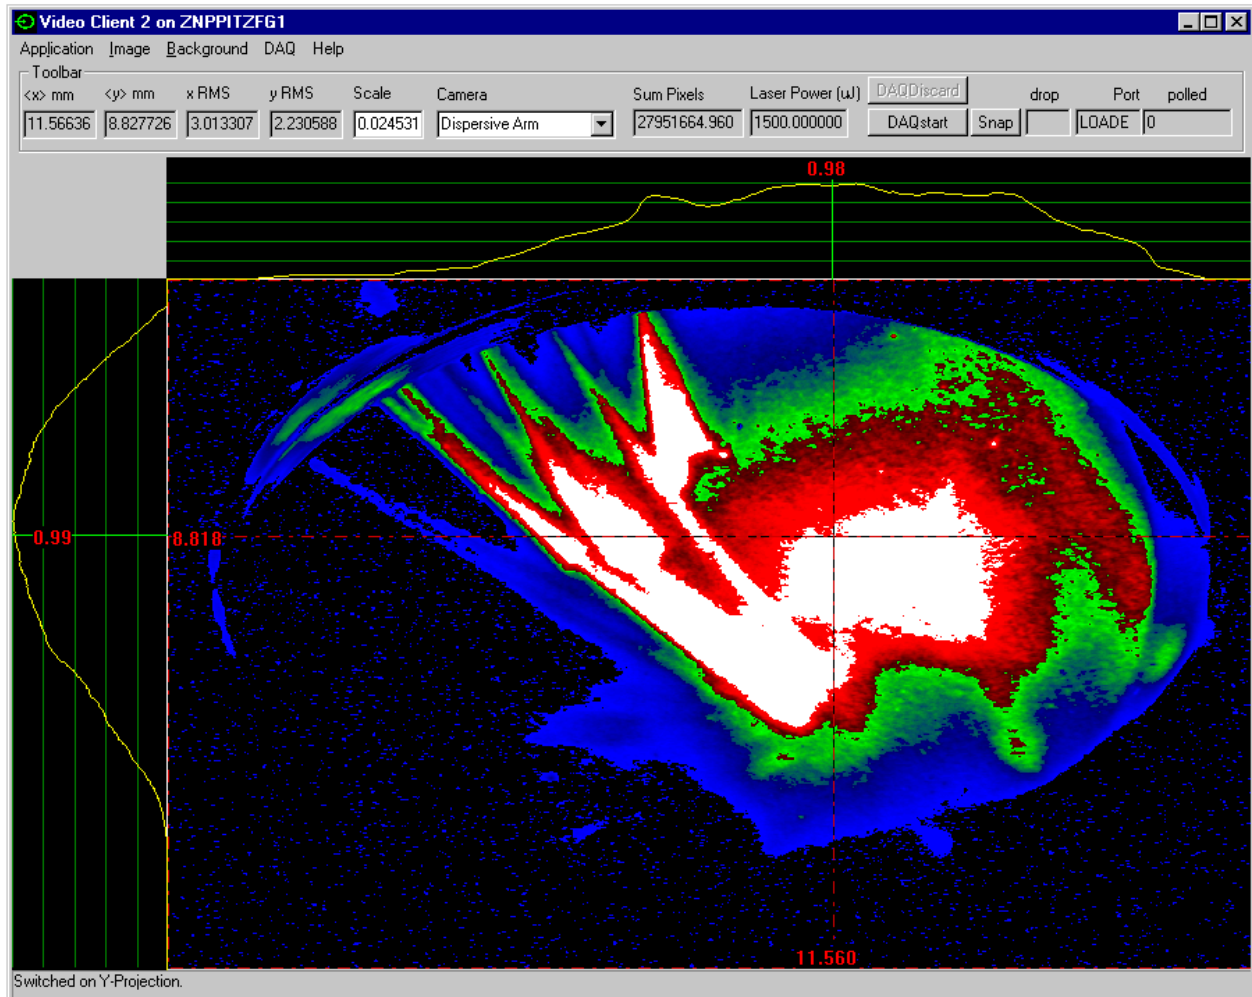 Video Client 2 on ZNPPITZFG1
Application Image Background DAQ Help
Toolbar
<x> mm <y> mm x RMS y RMS Scale Camera Sum Pixels Laser Power (uJ) DAQDiscard drop Port polled
11.56636 8.827726 3.013307 2.230588 0.024531 Dispersive Arm 27951664.960 1500.000000 DAQstart Snap LOADE 0
0.98
0.99 8.818
11.560
Switched on Y-Projection.